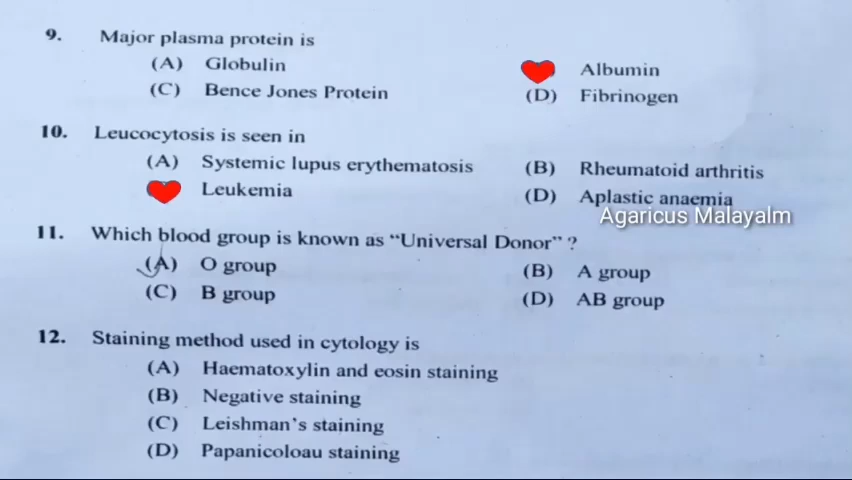 9. Major plasma protein is
(A) Globulin Albumin
(C) Bence Jones Protein (D) Fibrinogen
10. Leucocytosis is seen in
(A) Systemic lupus erythematosis (B) Rheumatoid arthritis
Leukemia (D) Aplastic anaemia
Agaricus Malayalm
11. Which blood group is known as “Universal Donor” ?
(A) O group (B) A group
(C) B group (D) AB group
12. Staining method used in cytology is
(A) Haematoxylin and eosin staining
(B) Negative staining
(C) Leishman’s staining
(D) Papanicoloau staining